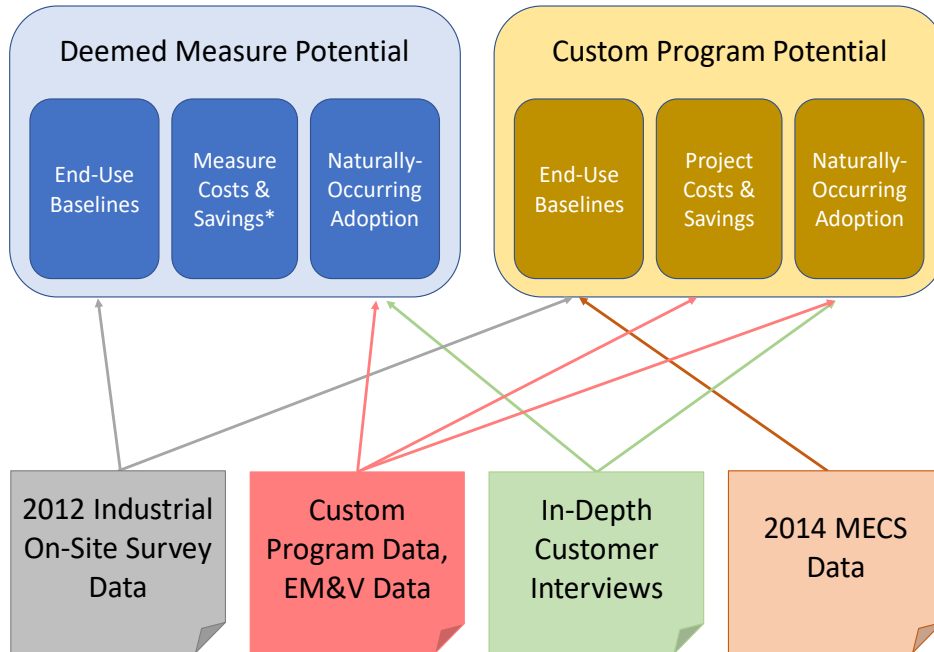 Deemed Measure Potential
End-Use
Baselines
Measure
Costs &
Savings*
Naturally-
Occurring
Adoption
Custom Program Potential
End-Use
Baselines
Project
Costs &
Savings
Naturally-
Occurring
Adoption
2012 Industrial
On-Site Survey
Data
Custom
Program Data,
EM&V Data
In-Depth
Customer
Interviews
2014 MECS
Data